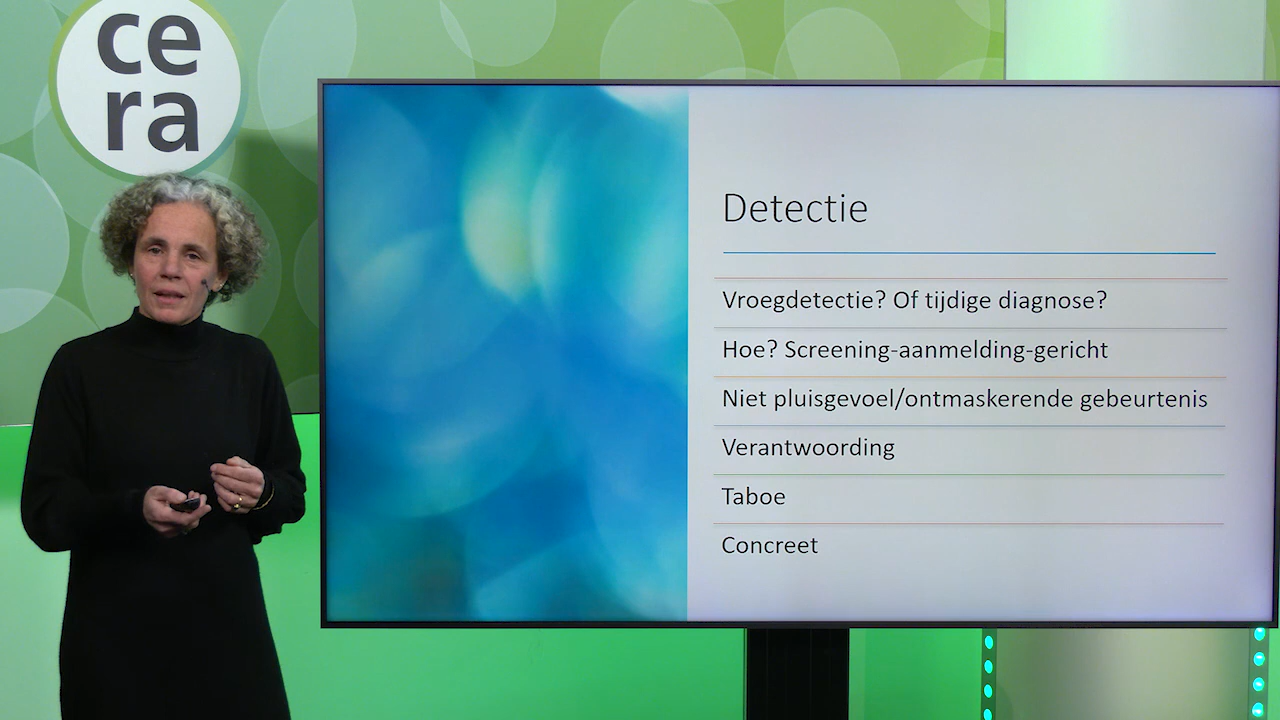 ce
ra
Detectie
Vroegdetectie? Of tijdige diagnose?
Hoe? Screening-aanmelding-gericht
Niet pluisgevoel/ontmaskerende gebeurtenis
Verantwoording
Taboe
Concreet